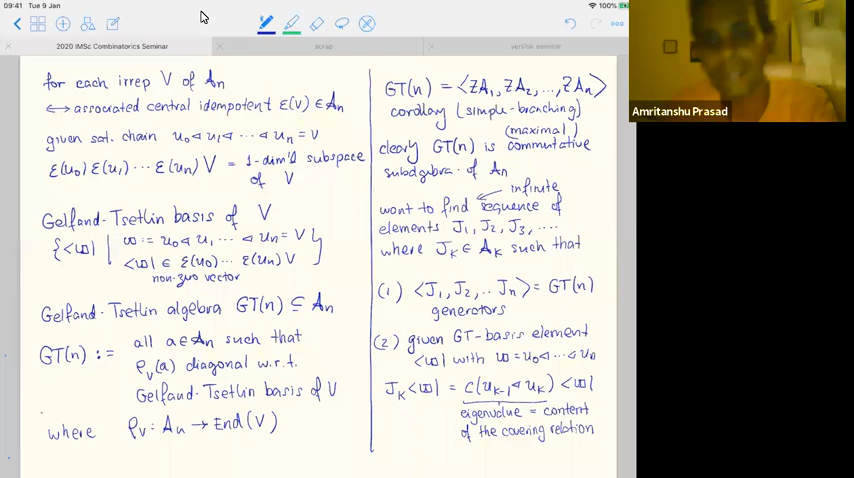 09:41 Tue 9 Jan
100%
2020 IMSc Combinatorics Seminar
scrap
versha seminar
Amritanshu Prasad
for each irrep V of An
⟷ associated central idempotent ε(V) ∈ An
given sat. chain u0 ⊲ u1 ⊲ ··· ⊲ un = V
ε(u0) ε(u1) ··· ε(un) V = 1-dim'l subspace
of V
Gelfand-Tsetlin basis of V
{ <𝕦| | 𝕦 := u0 ⊲ u1 ··· ⊲ un = V }
<𝕦| ∈ ε(u0) ··· ε(un) V
non-zero vector
Gelfand-Tsetlin algebra GT(n) ⊆ An
GT(n) := all a ∈ An such that
ρV(a) diagonal w.r.t.
Gelfand-Tsetlin basis of V
where ρV : An → End(V)
GT(n) = <ZA1, ZA2, ..., ZAn>
corollary (simple-branching)
(maximal)
clearly GT(n) is commutative
subalgebra of An
infinite
want to find sequence of
elements J1, J2, J3, ....
where JK ∈ AK such that
(1) <J1, J2, .. Jn> = GT(n)
generators
(2) given GT-basis element
<𝕦| with 𝕦 = u0 ⊲ ··· ⊲ un
JK <𝕦| = c(uK-1 ⊲ uK) <𝕦|
eigenvalue = content
of the covering relation